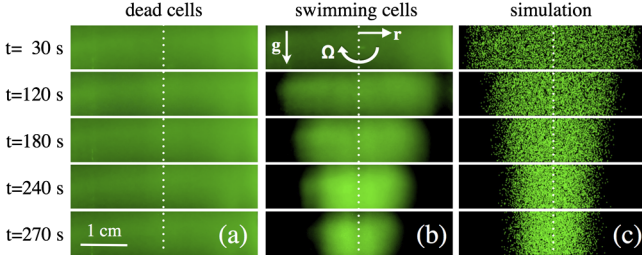 dead cells swimming cells simulation
t= 30 s g Ω r
t=120 s
t=180 s
t=240 s
t=270 s 1 cm (a) (b) (c)